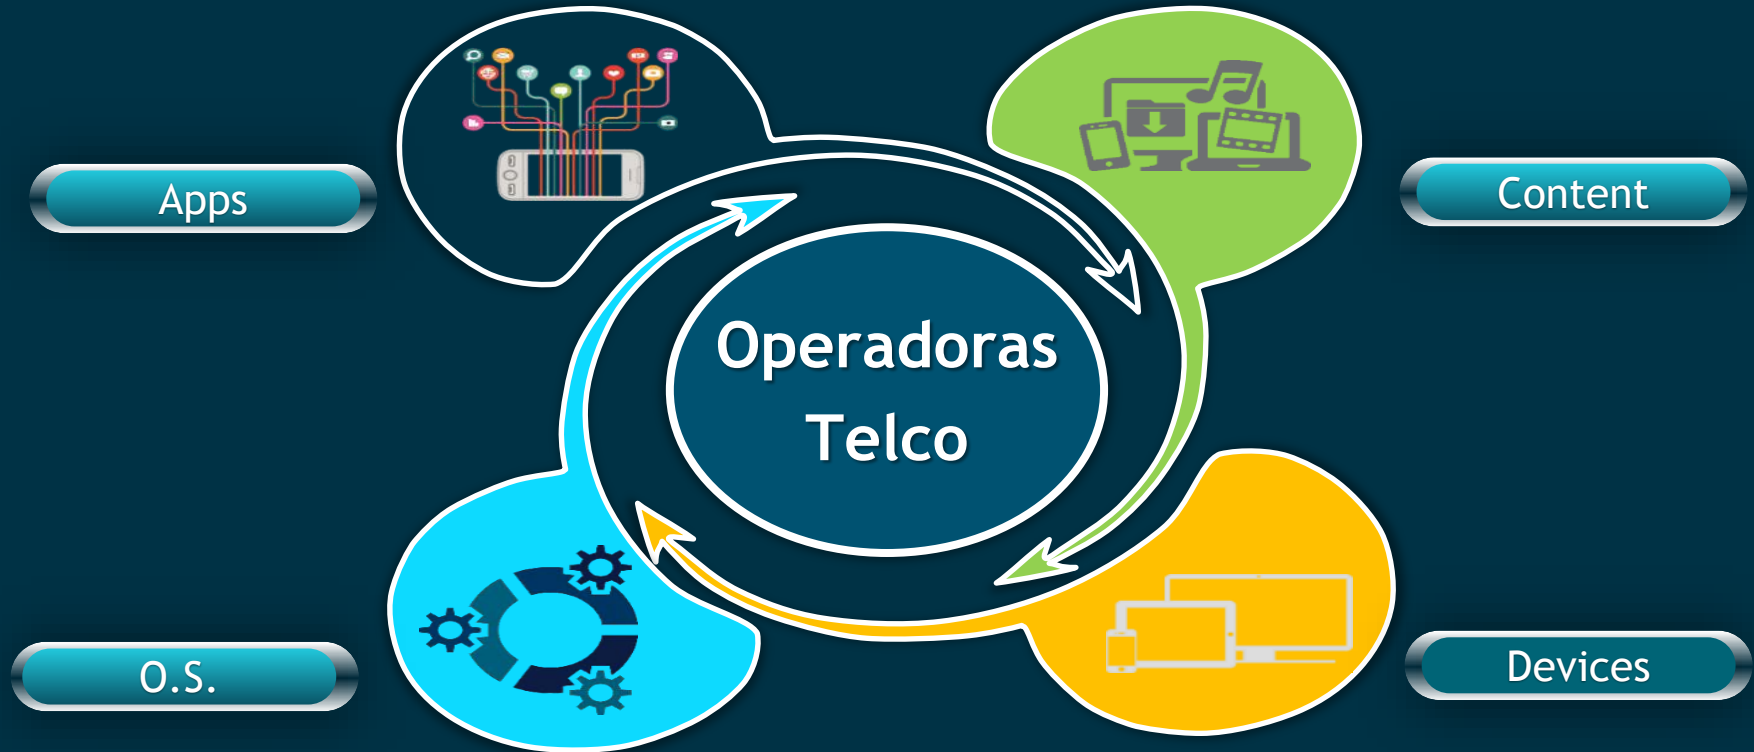 Apps
Content
Operadoras
Telco
O.S.
Devices